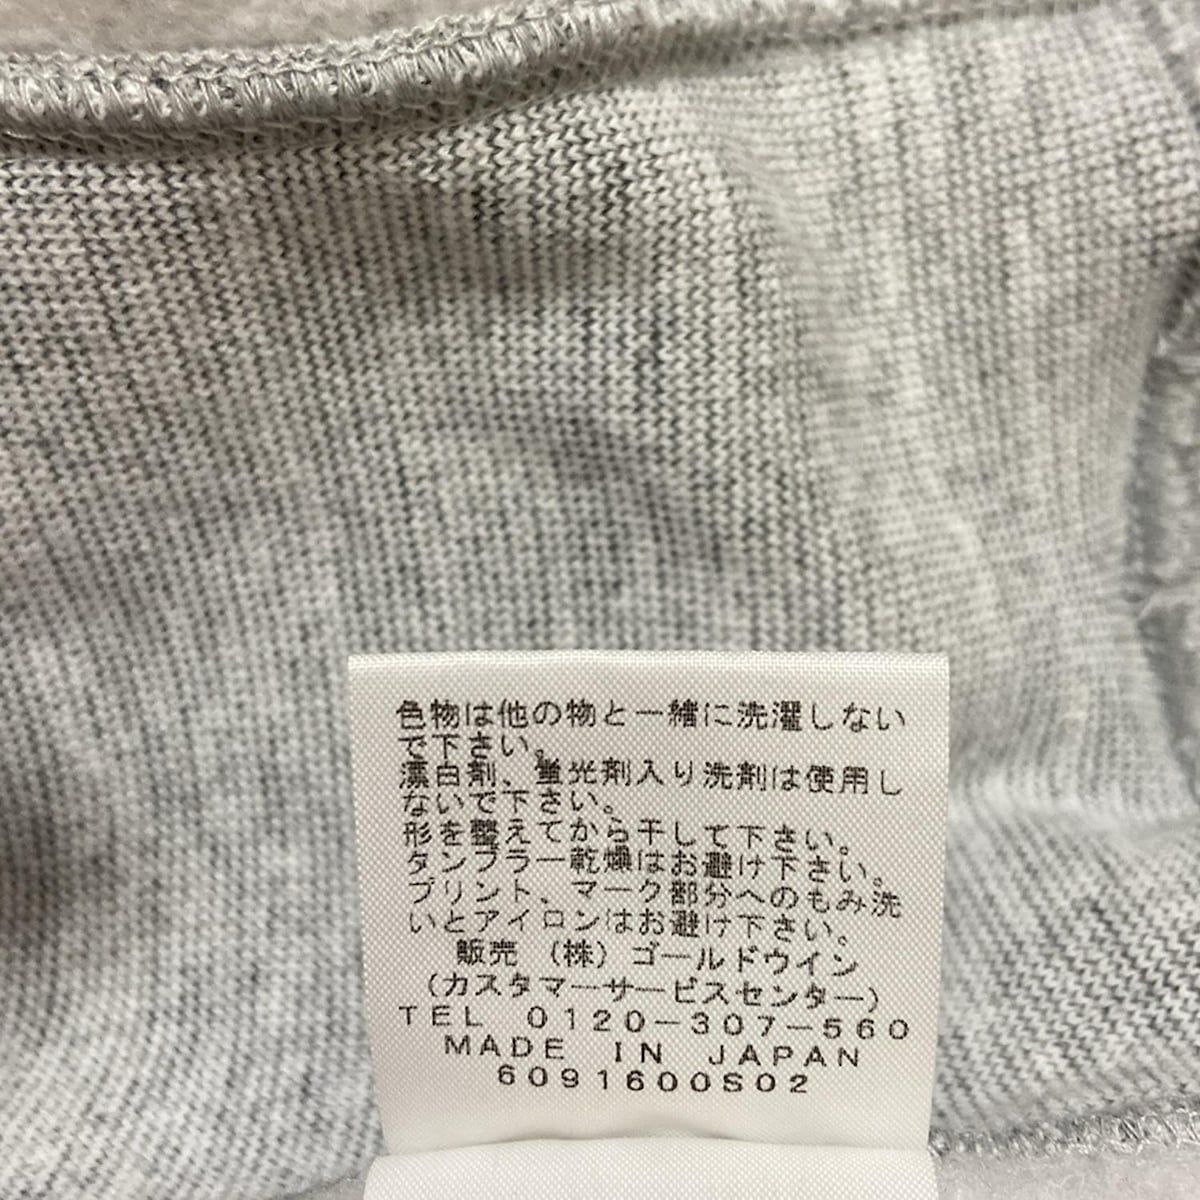 色物は他の物と一緒に洗濯しない
で下さい。
漂白剤、蛍光剤入り洗剤は使用し
ないで下さい。
形を整えてから干して下さい。
タンブラー乾燥はお避け下さい。
プリント、マーク部分へのもみ洗
いとアイロンはお避け下さい。
販売 (株) ゴールドウイン
(カスタマーサービスセンター)
TEL 0120-307-560
MADE IN JAPAN
6091600S02